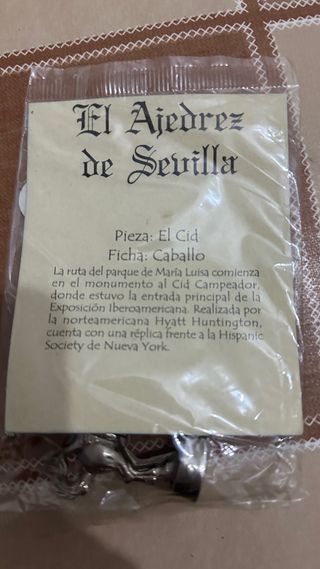 El Ajedrez
de Sevilla
Pieza: El Cid
Ficha: Caballo
La ruta del parque de María Luisa comienza
en el monumento al Cid Campeador,
donde estuvo la entrada principal de la
Exposición Iberoamericana. Realizada por
la norteamericana Hyatt Huntington,
cuenta con una réplica frente a la Hispanic
Society de Nueva York.